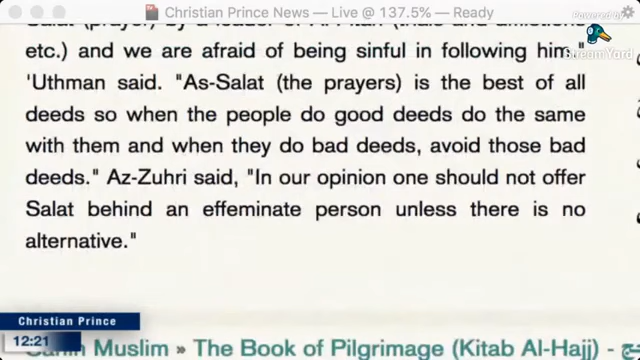 Christian Prince News — Live @ 137.5% — Ready
Powered by
StreamYard
etc.) and we are afraid of being sinful in following him."
'Uthman said. "As-Salat (the prayers) is the best of all
deeds so when the people do good deeds do the same
with them and when they do bad deeds, avoid those bad
deeds." Az-Zuhri said, "In our opinion one should not offer
Salat behind an effeminate person unless there is no
alternative."
Christian Prince
12:21
Muslim » The Book of Pilgrimage (Kitab Al-Hajj) -